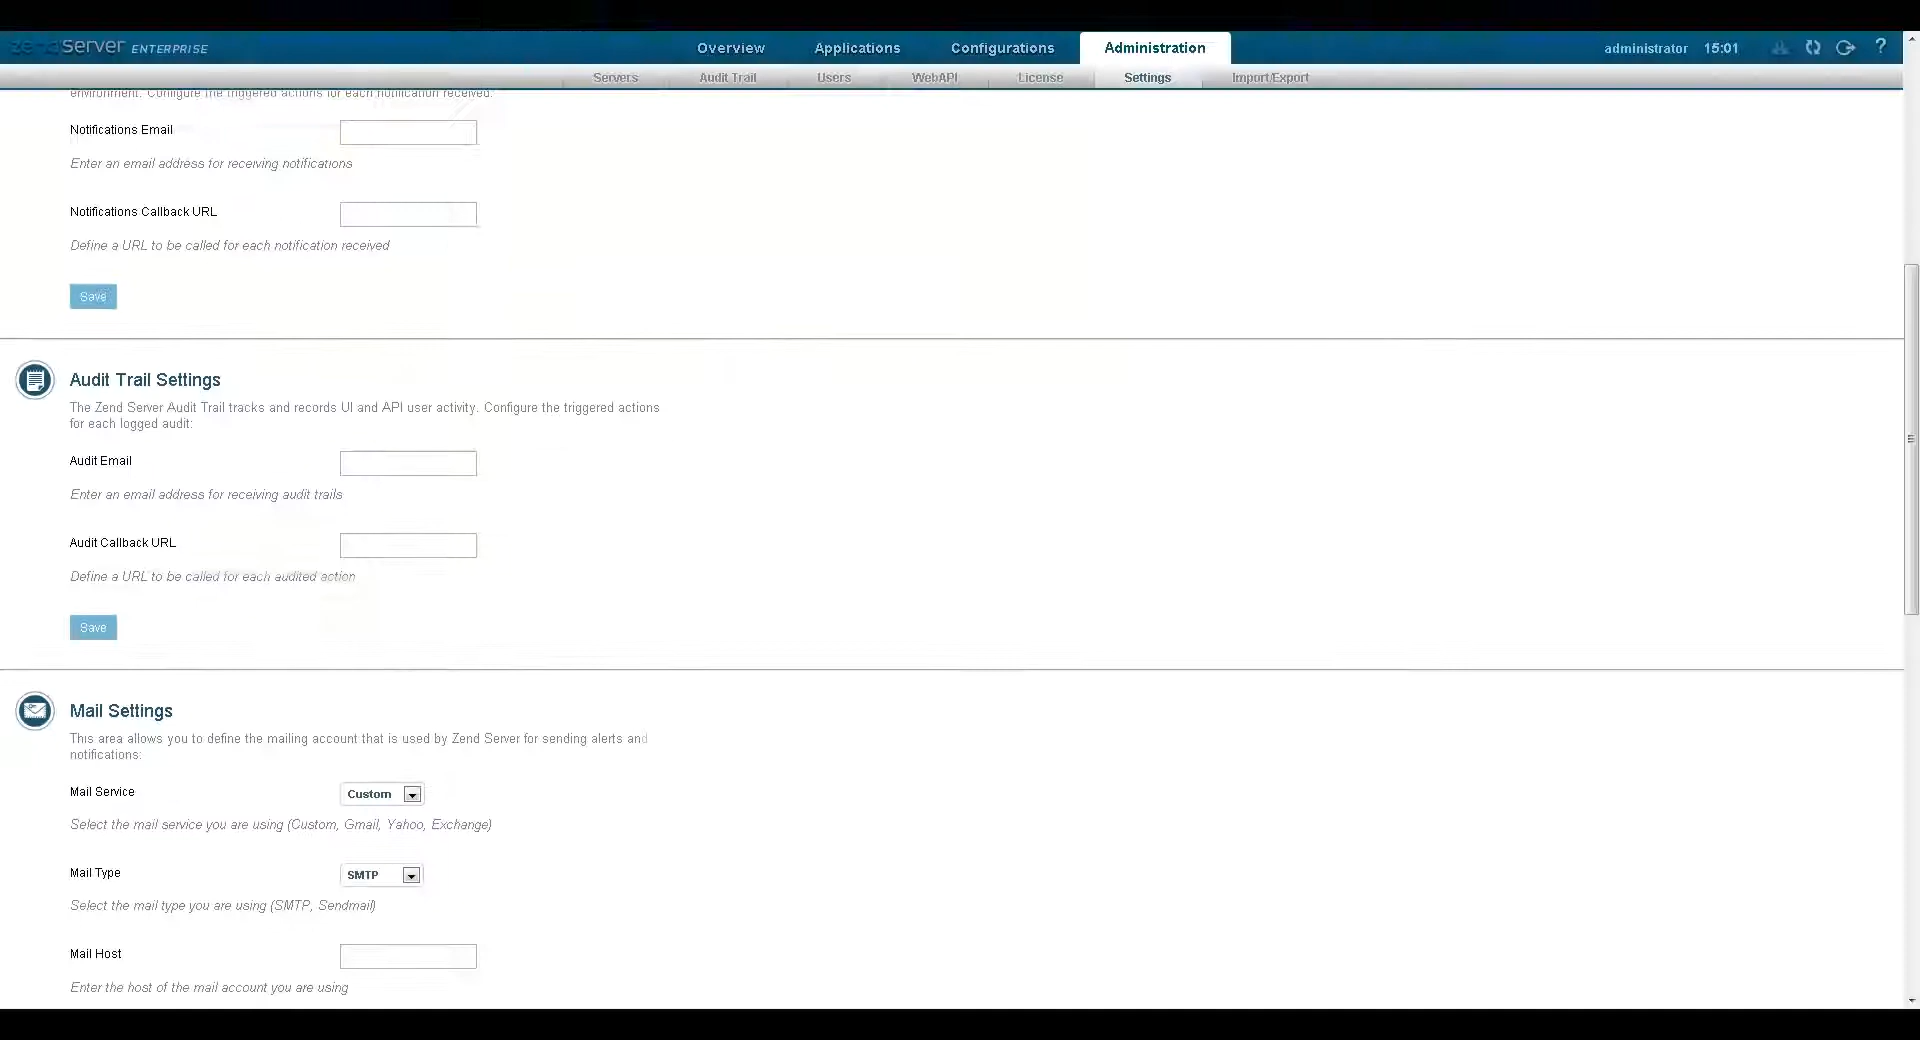 zend Server ENTERPRISE
Overview Applications Configurations Administration administrator 15:01 ?
Servers Audit Trail Users WebAPI License Settings Import/Export
environment. Configure the triggered actions for each notification received:
Notifications Email
Enter an email address for receiving notifications
Notifications Callback URL
Define a URL to be called for each notification received
Save
Audit Trail Settings
The Zend Server Audit Trail tracks and records UI and API user activity. Configure the triggered actions
for each logged audit:
Audit Email
Enter an email address for receiving audit trails
Audit Callback URL
Define a URL to be called for each audited action
Save
Mail Settings
This area allows you to define the mailing account that is used by Zend Server for sending alerts and
notifications:
Mail Service Custom
Select the mail service you are using (Custom, Gmail, Yahoo, Exchange)
Mail Type SMTP
Select the mail type you are using (SMTP, Sendmail)
Mail Host
Enter the host of the mail account you are using